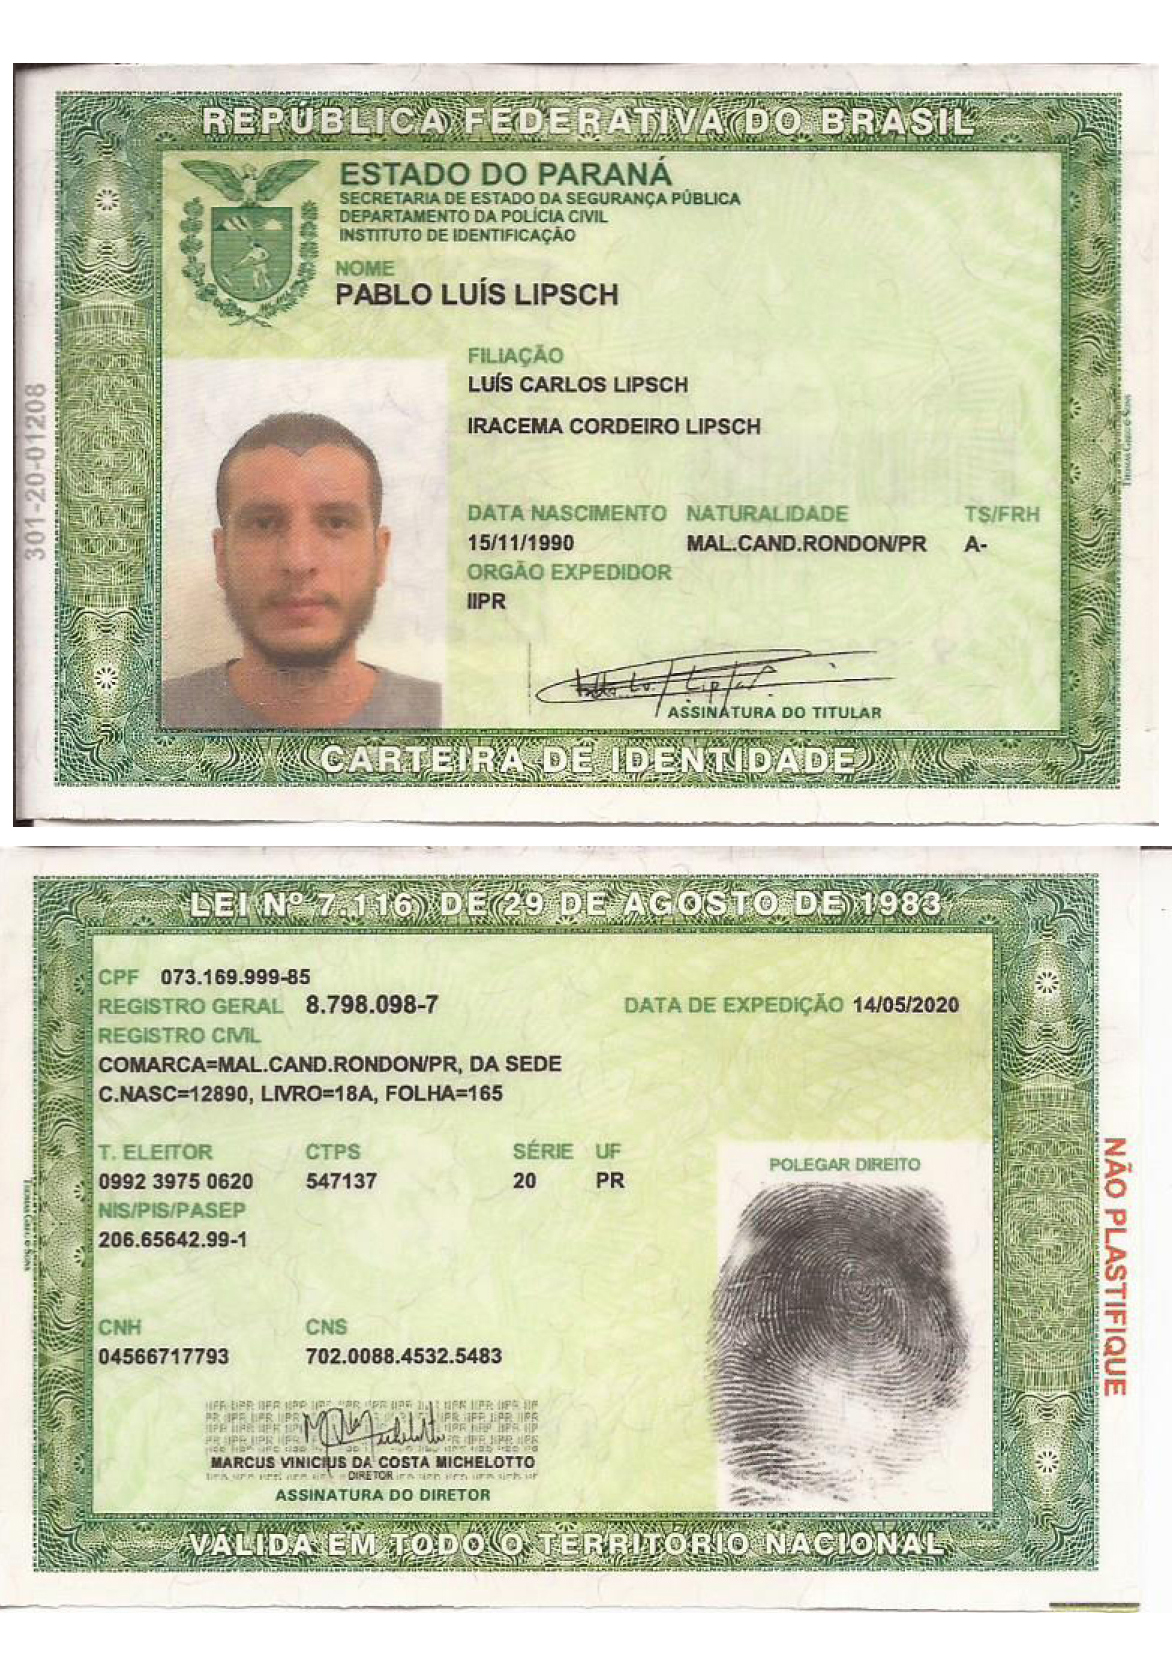 REPÚBLICA FEDERATIVA DO BRASIL
ESTADO DO PARANÁ
SECRETARIA DE ESTADO DA SEGURANÇA PÚBLICA
DEPARTAMENTO DA POLÍCIA CIVIL
INSTITUTO DE IDENTIFICAÇÃO
NOME
PABLO LUÍS LIPSCH
FILIAÇÃO
LUÍS CARLOS LIPSCH
IRACEMA CORDEIRO LIPSCH
DATA NASCIMENTO NATURALIDADE TS/FRH
15/11/1990 MAL.CAND.RONDON/PR A-
ORGÃO EXPEDIDOR
IIPR
ASSINATURA DO TITULAR
CARTEIRA DE IDENTIDADE
301-20-01208
LEI Nº 7.116 DE 29 DE AGOSTO DE 1983
CPF 073.169.999-85
REGISTRO GERAL 8.798.098-7 DATA DE EXPEDIÇÃO 14/05/2020
REGISTRO CIVIL
COMARCA=MAL.CAND.RONDON/PR, DA SEDE
C.NASC=12890, LIVRO=18A, FOLHA=165
T. ELEITOR CTPS SÉRIE UF
0992 3975 0620 547137 20 PR
POLEGAR DIREITO
NIS/PIS/PASEP
206.65642.99-1
CNH CNS
04566717793 702.0088.4532.5483
MARCUS VINICIUS DA COSTA MICHELOTTO
DIRETOR
ASSINATURA DO DIRETOR
VÁLIDA EM TODO O TERRITÓRIO NACIONAL
NÃO PLASTIFIQUE